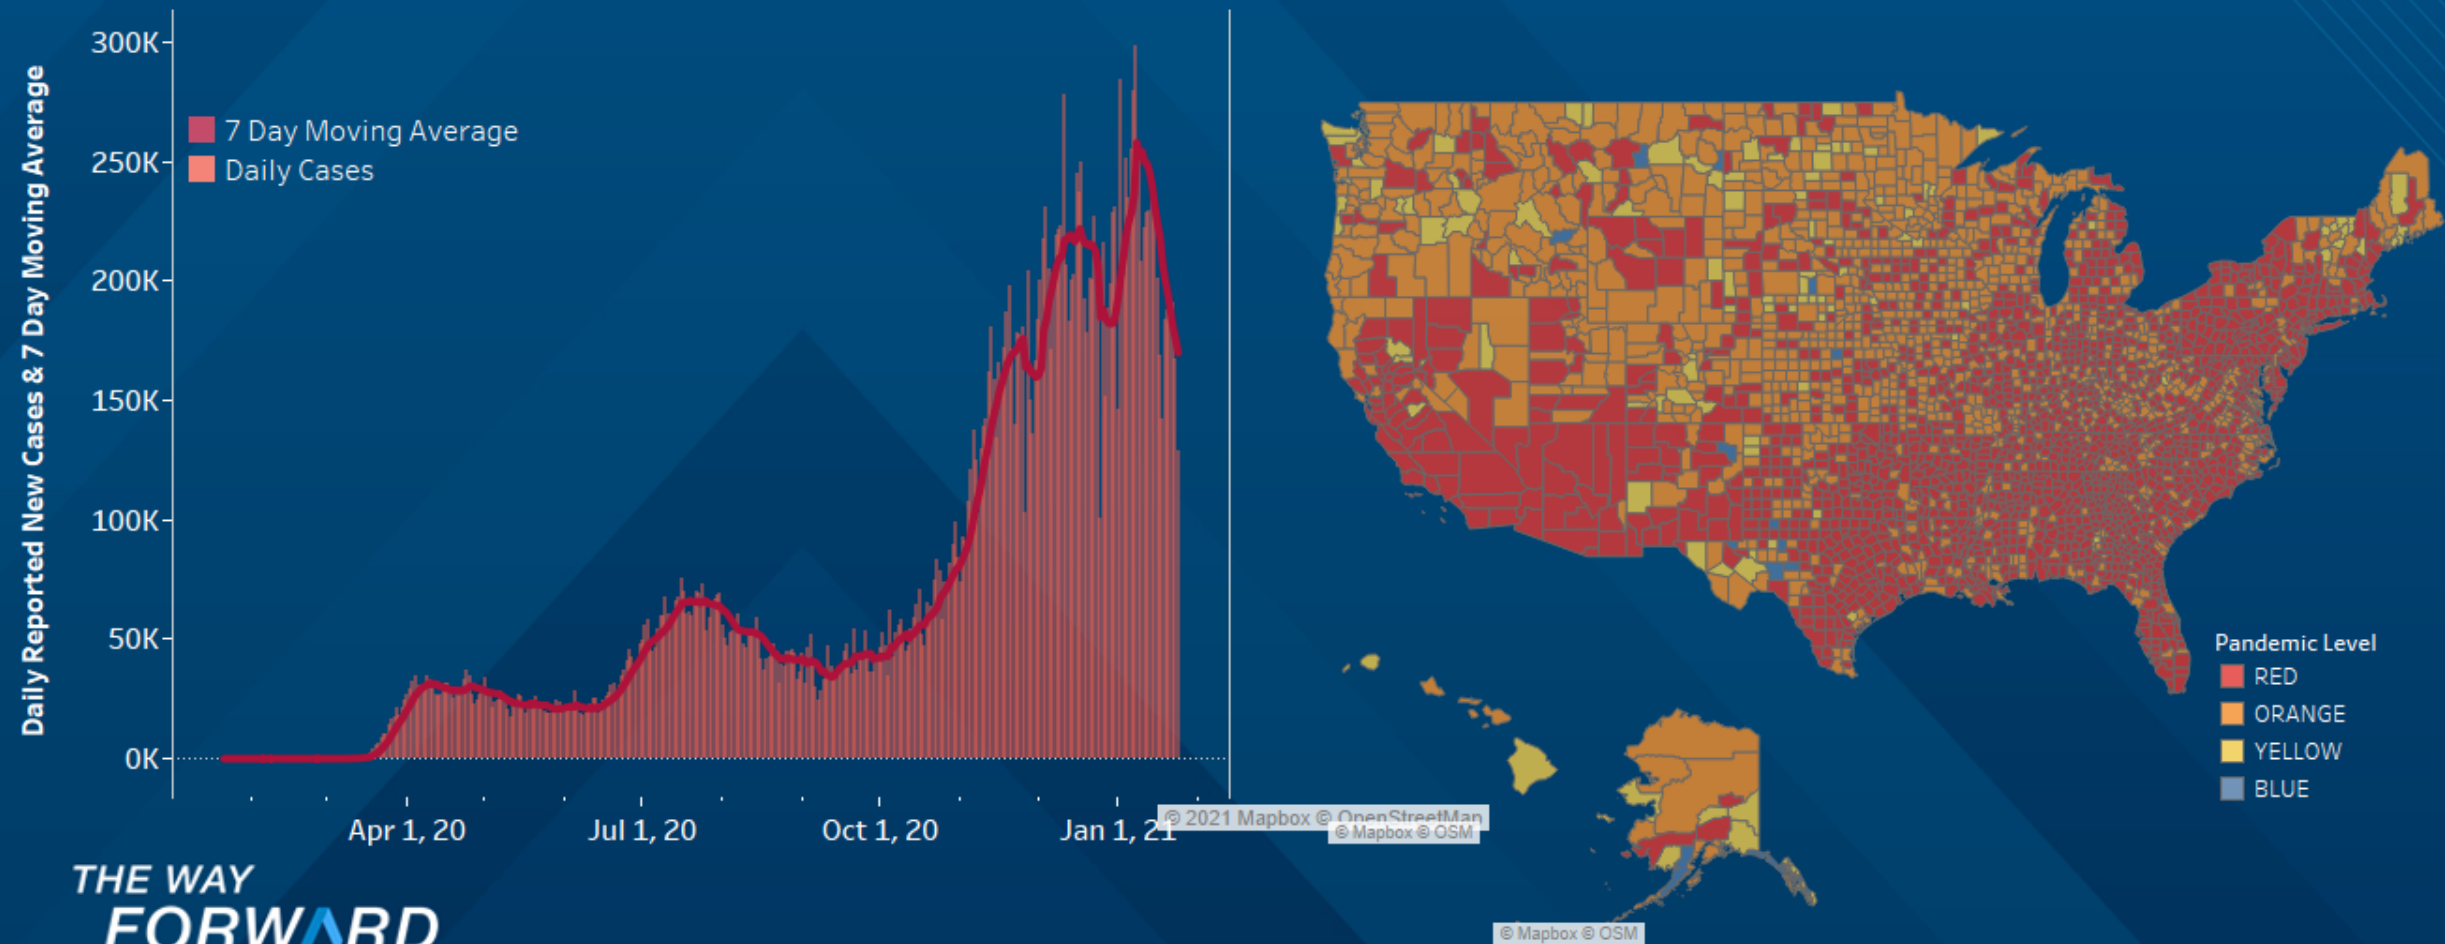 Daily Reported New Cases & 7 Day Moving Average
300K
250K
200K
150K
100K
50K
0K
7 Day Moving Average
Daily Cases
Apr 1, 20
Jul 1, 20
Oct 1, 20
Jan 1, 21
© 2021 Mapbox © OpenStreetMap
© Mapbox © OSM
Pandemic Level
RED
ORANGE
YELLOW
BLUE
© Mapbox © OSM
THE WAY
FORWARD